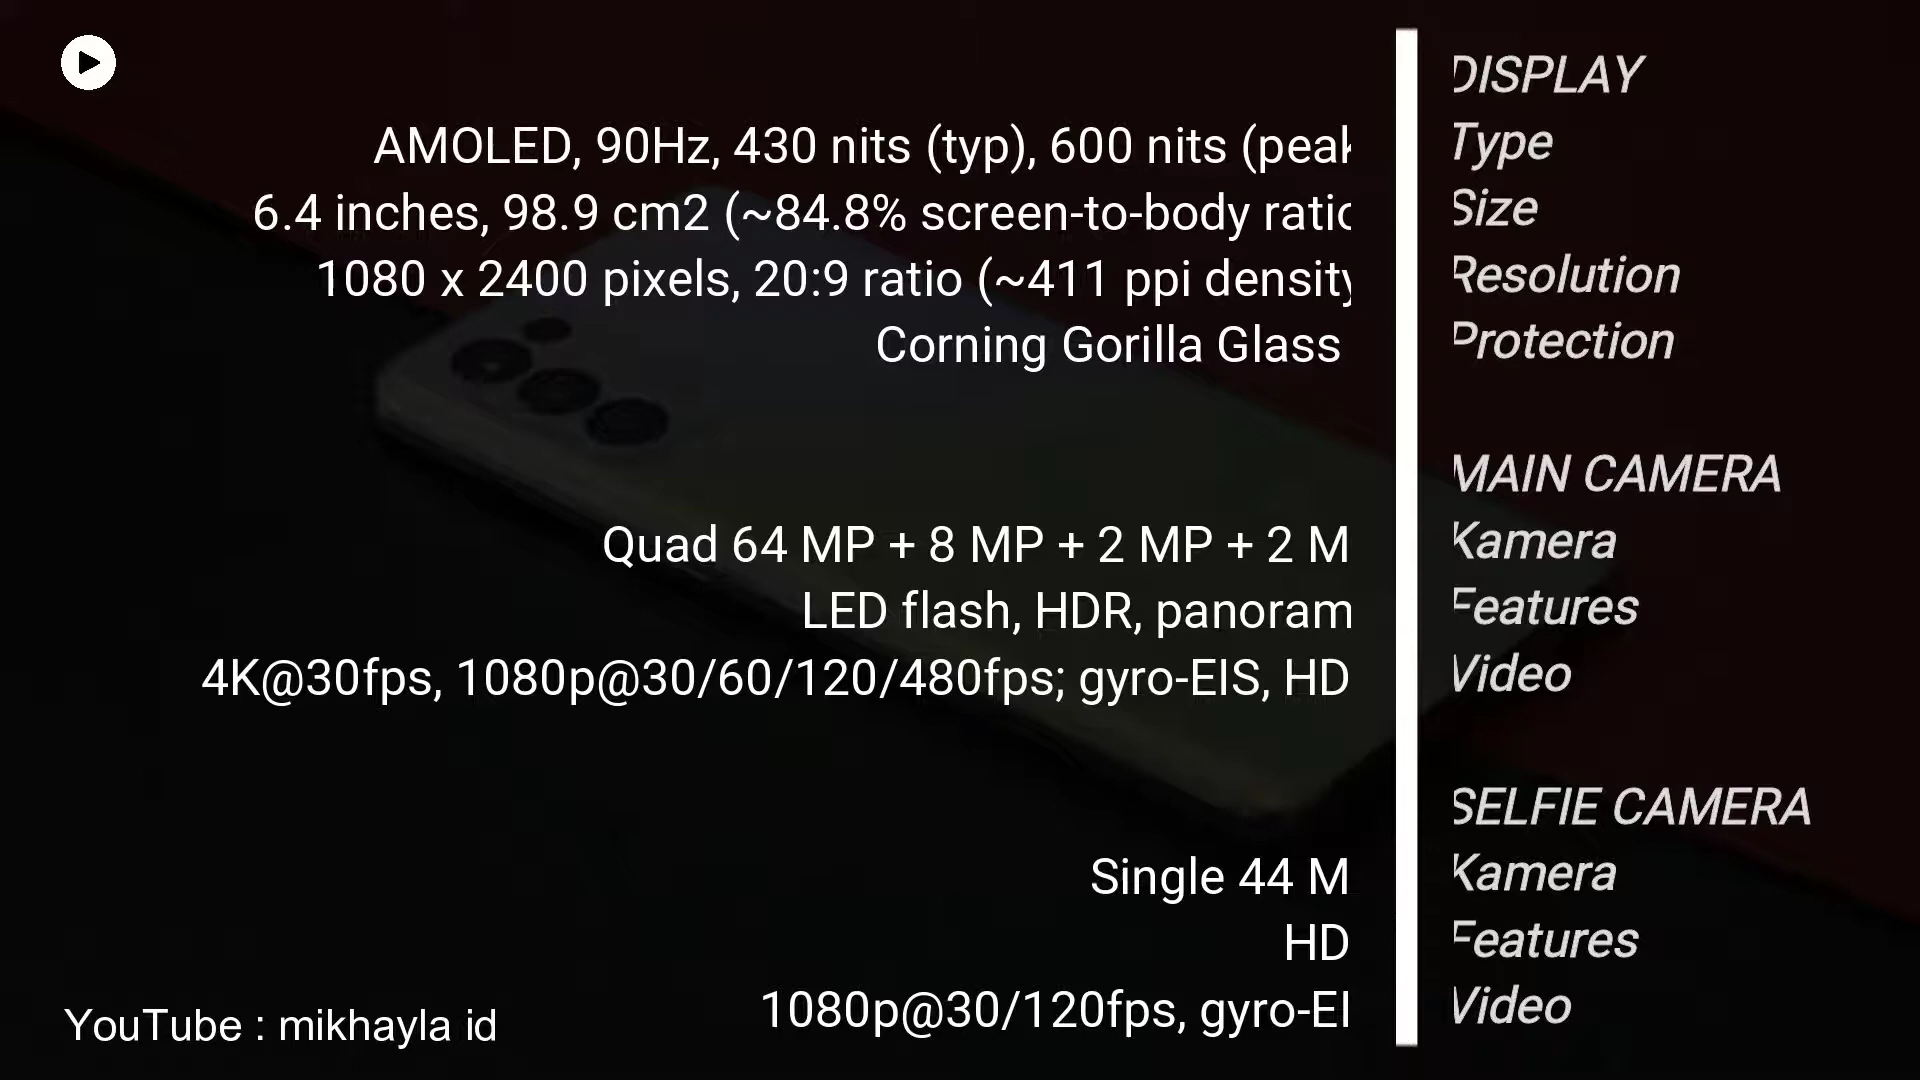 DISPLAY
AMOLED, 90Hz, 430 nits (typ), 600 nits (peak
Type
6.4 inches, 98.9 cm2 (~84.8% screen-to-body ratio
Size
1080 x 2400 pixels, 20:9 ratio (~411 ppi density
Resolution
Corning Gorilla Glass
Protection
MAIN CAMERA
Quad 64 MP + 8 MP + 2 MP + 2 M
Kamera
LED flash, HDR, panoram
Features
4K@30fps, 1080p@30/60/120/480fps; gyro-EIS, HD
Video
SELFIE CAMERA
Single 44 M
Kamera
HD
Features
1080p@30/120fps, gyro-EI
Video
YouTube : mikhayla id